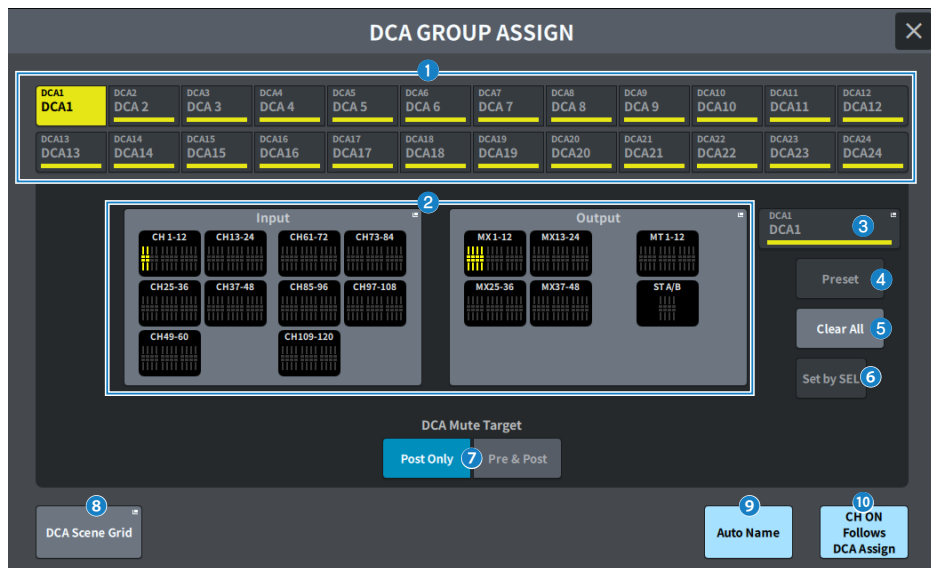 DCA GROUP ASSIGN
1
DCA1 DCA2 DCA3 DCA4 DCA5 DCA6 DCA7 DCA8 DCA9 DCA10 DCA11 DCA12
DCA1 DCA 2 DCA 3 DCA 4 DCA 5 DCA 6 DCA 7 DCA 8 DCA 9 DCA10 DCA11 DCA12
DCA13 DCA14 DCA15 DCA16 DCA17 DCA18 DCA19 DCA20 DCA21 DCA22 DCA23 DCA24
DCA13 DCA14 DCA15 DCA16 DCA17 DCA18 DCA19 DCA20 DCA21 DCA22 DCA23 DCA24
2
Input
CH 1-12 CH13-24 CH61-72 CH73-84
CH25-36 CH37-48 CH85-96 CH97-108
CH49-60 CH109-120
Output
MX 1-12 MX13-24 MT 1-12
MX25-36 MX37-48 ST A/B
DCA1
DCA1 3
Preset 4
Clear All 5
Set by SEL 6
DCA Mute Target
Post Only 7 Pre & Post
8
DCA Scene Grid
9
Auto Name
10
CH ON
Follows
DCA Assign